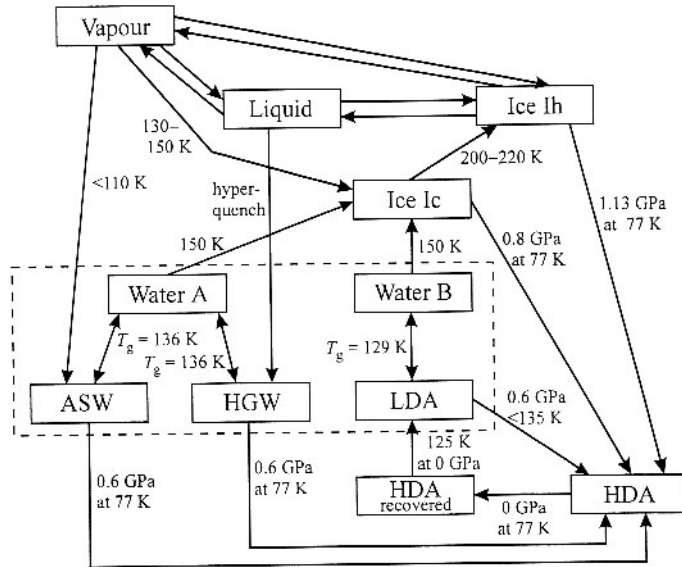 Vapour
Liquid
Ice Ih
130–
150 K
200–220 K
<110 K
hyper-
quench
Ice Ic
1.13 GPa
at 77 K
0.8 GPa
at 77 K
150 K
150 K
Water A
Water B
T_g = 136 K
T_g = 136 K
T_g = 129 K
ASW
HGW
LDA
0.6 GPa
<135 K
125 K
at 0 GPa
0.6 GPa
at 77 K
0.6 GPa
at 77 K
HDA
recovered
HDA
0 GPa
at 77 K